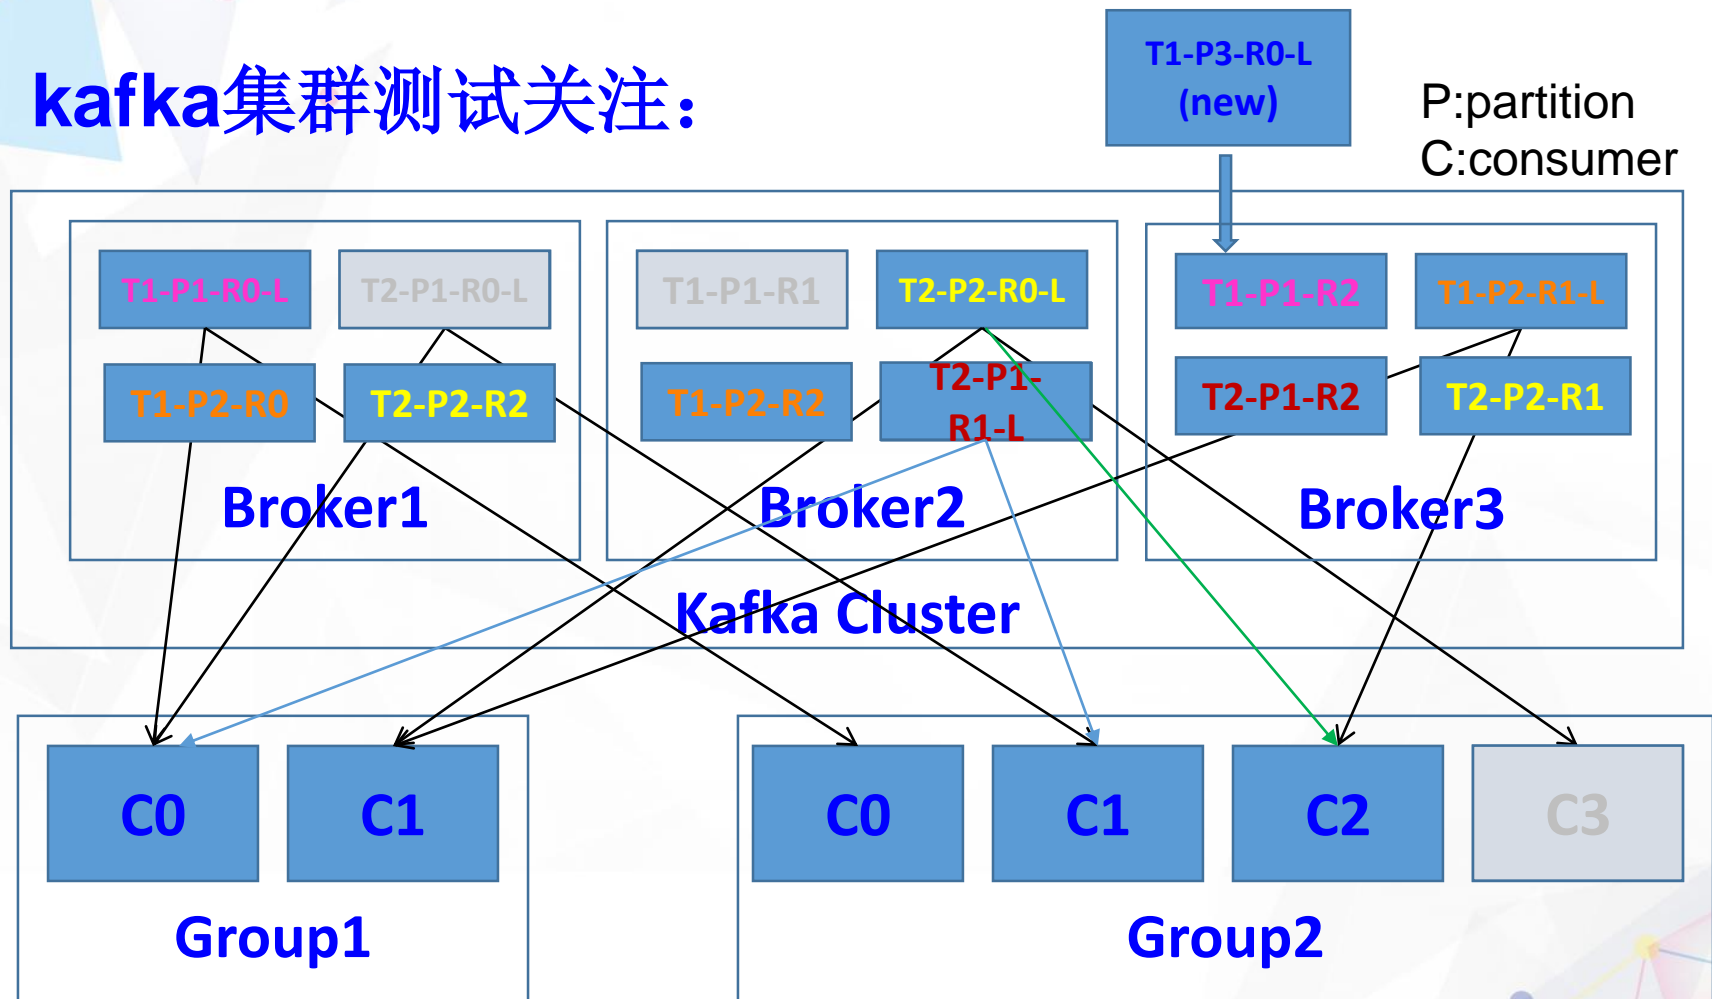 kafka集群测试关注：
T1-P3-R0-L
(new)
P:partition
C:consumer
T1-P1-R0-L
T2-P1-R0-L
T1-P2-R0
T2-P2-R2
Broker1
T1-P1-R1
T2-P2-R0-L
T1-P2-R2
T2-P1-
R1-L
Broker2
T1-P1-R2
T1-P2-R1-L
T2-P1-R2
T2-P2-R1
Broker3
Kafka Cluster
C0
C1
Group1
C0
C1
C2
C3
Group2